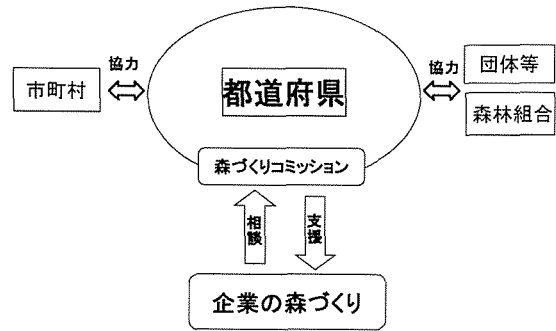 協力
市町村
都道府県
協力
団体等
森林組合
森づくりコミッション
相談
支援
企業の森づくり